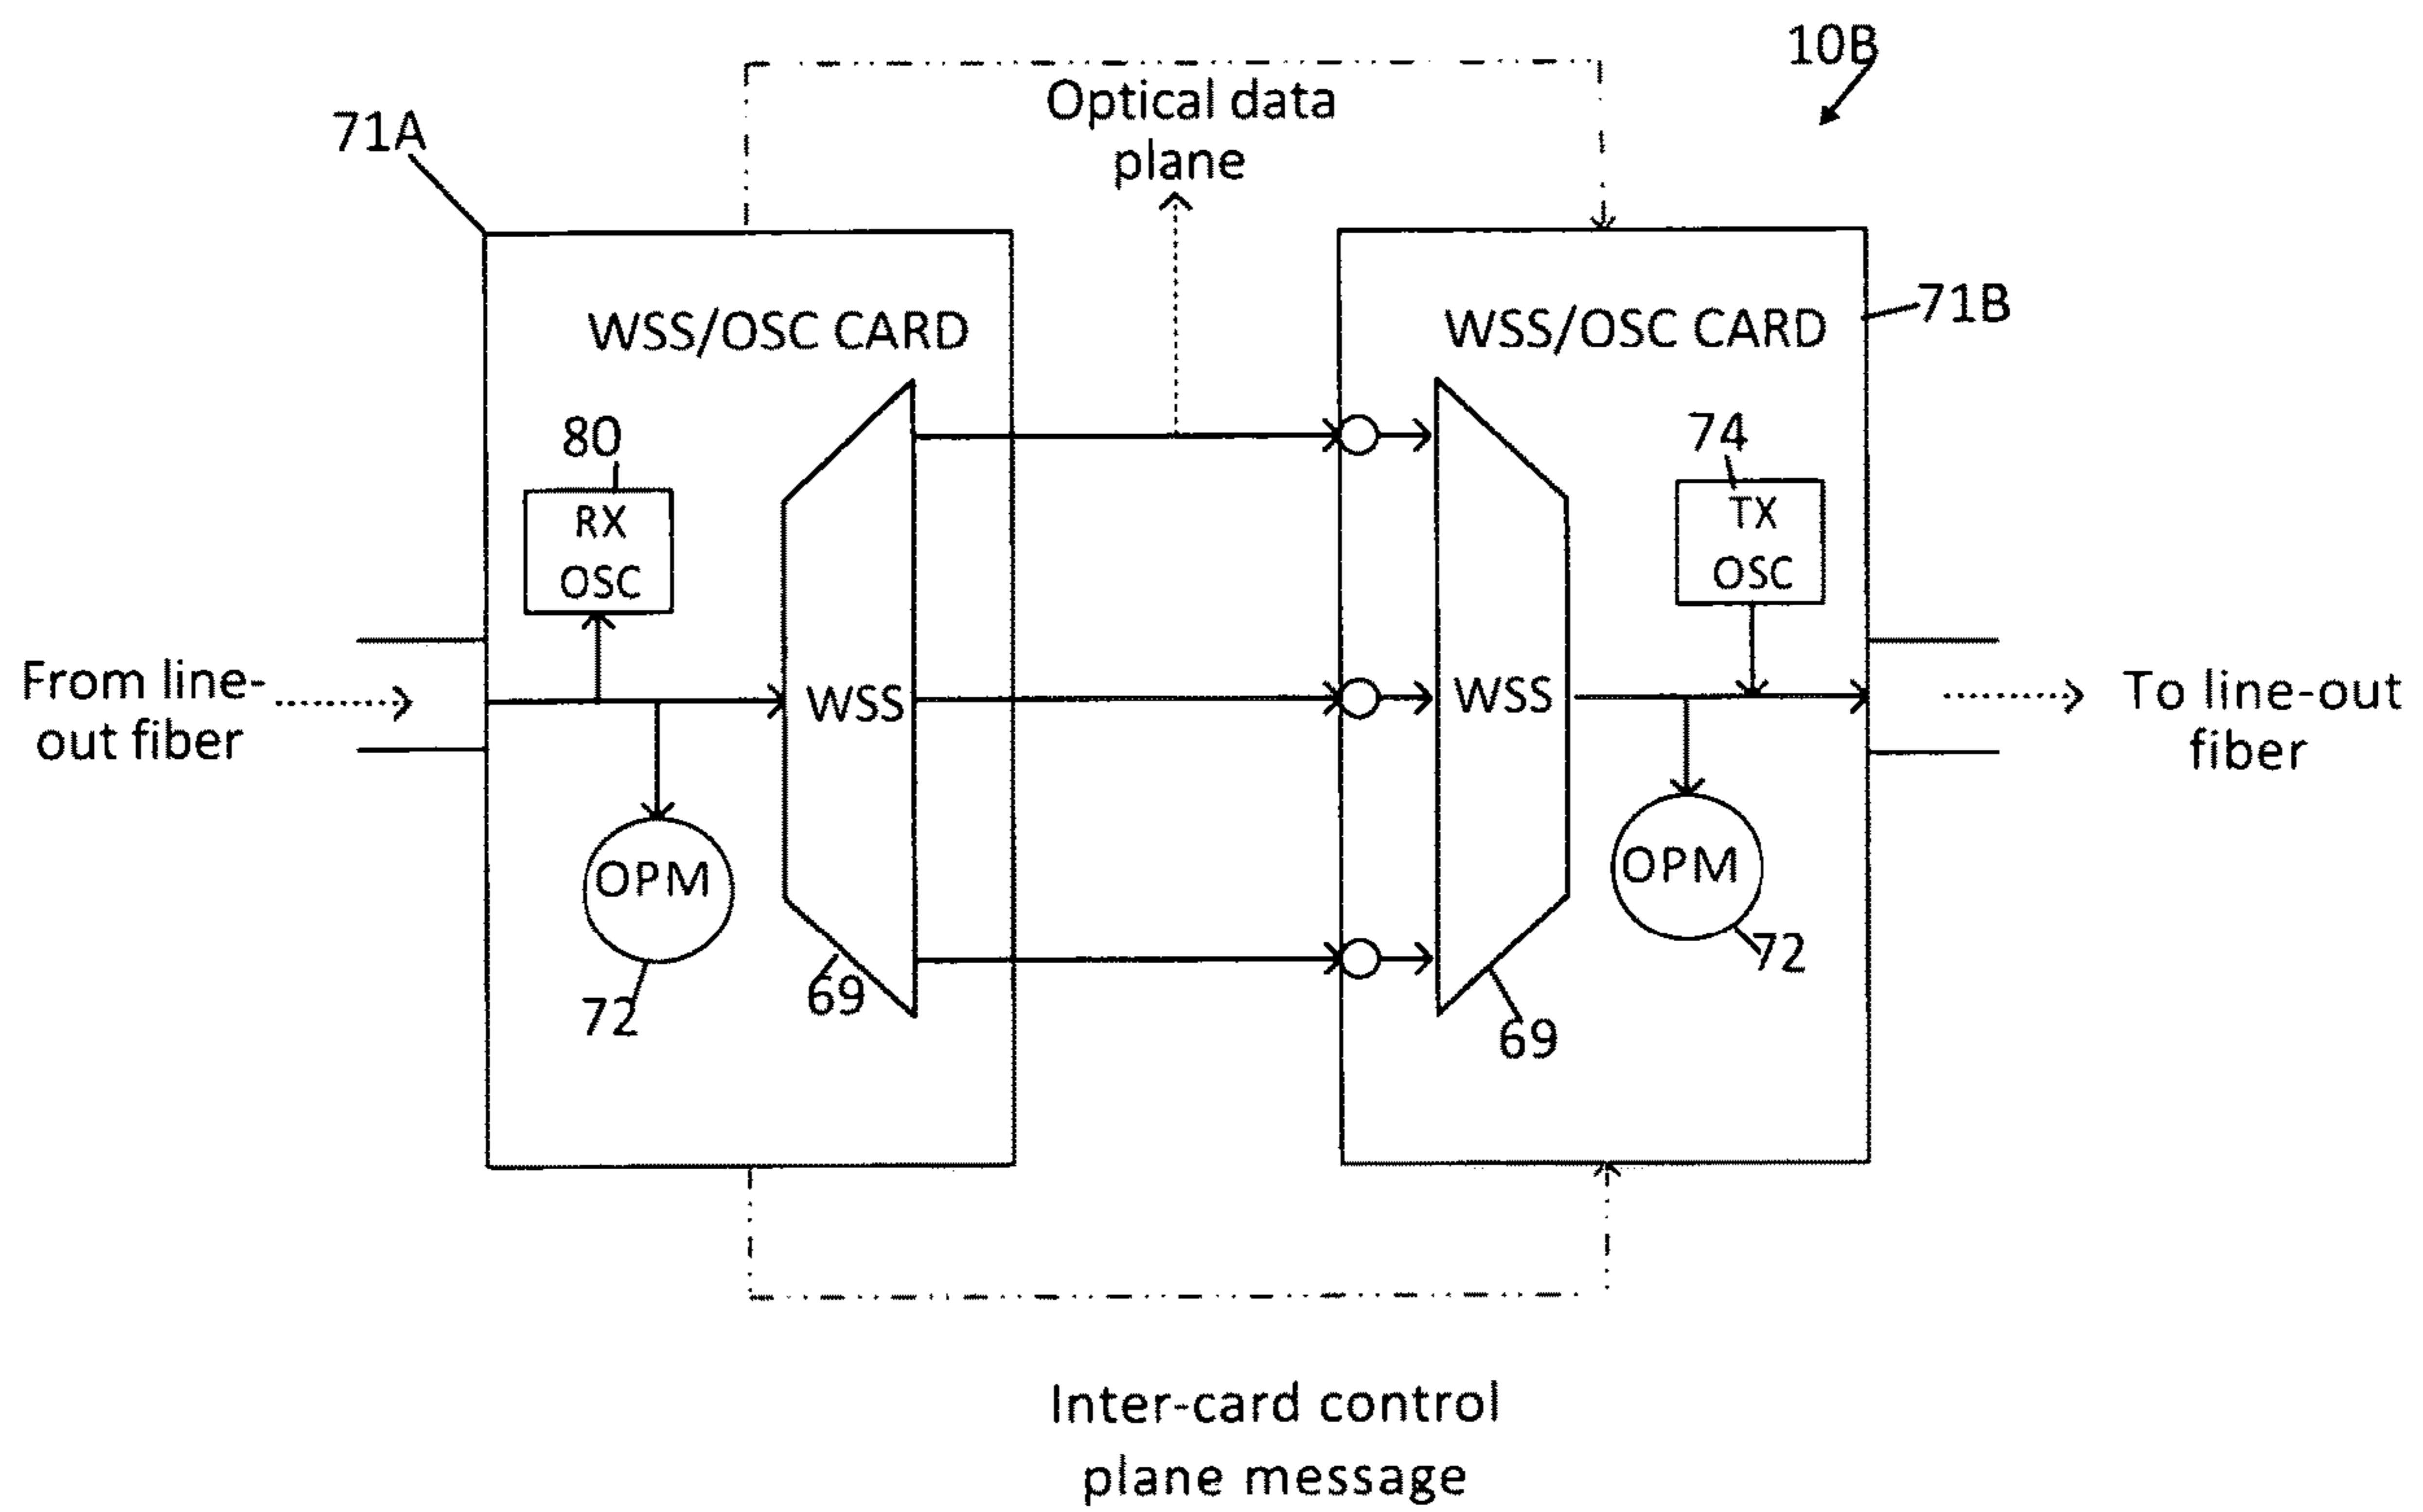 10B
Optical data
plane
71A
71B
WSS/OSC CARD
WSS/OSC CARD
80
RX
OSC
74
TX
OSC
From line-
out fiber
WSS
WSS
To line-out
fiber
OPM
72
69
OPM
72
69
Inter-card control
plane message